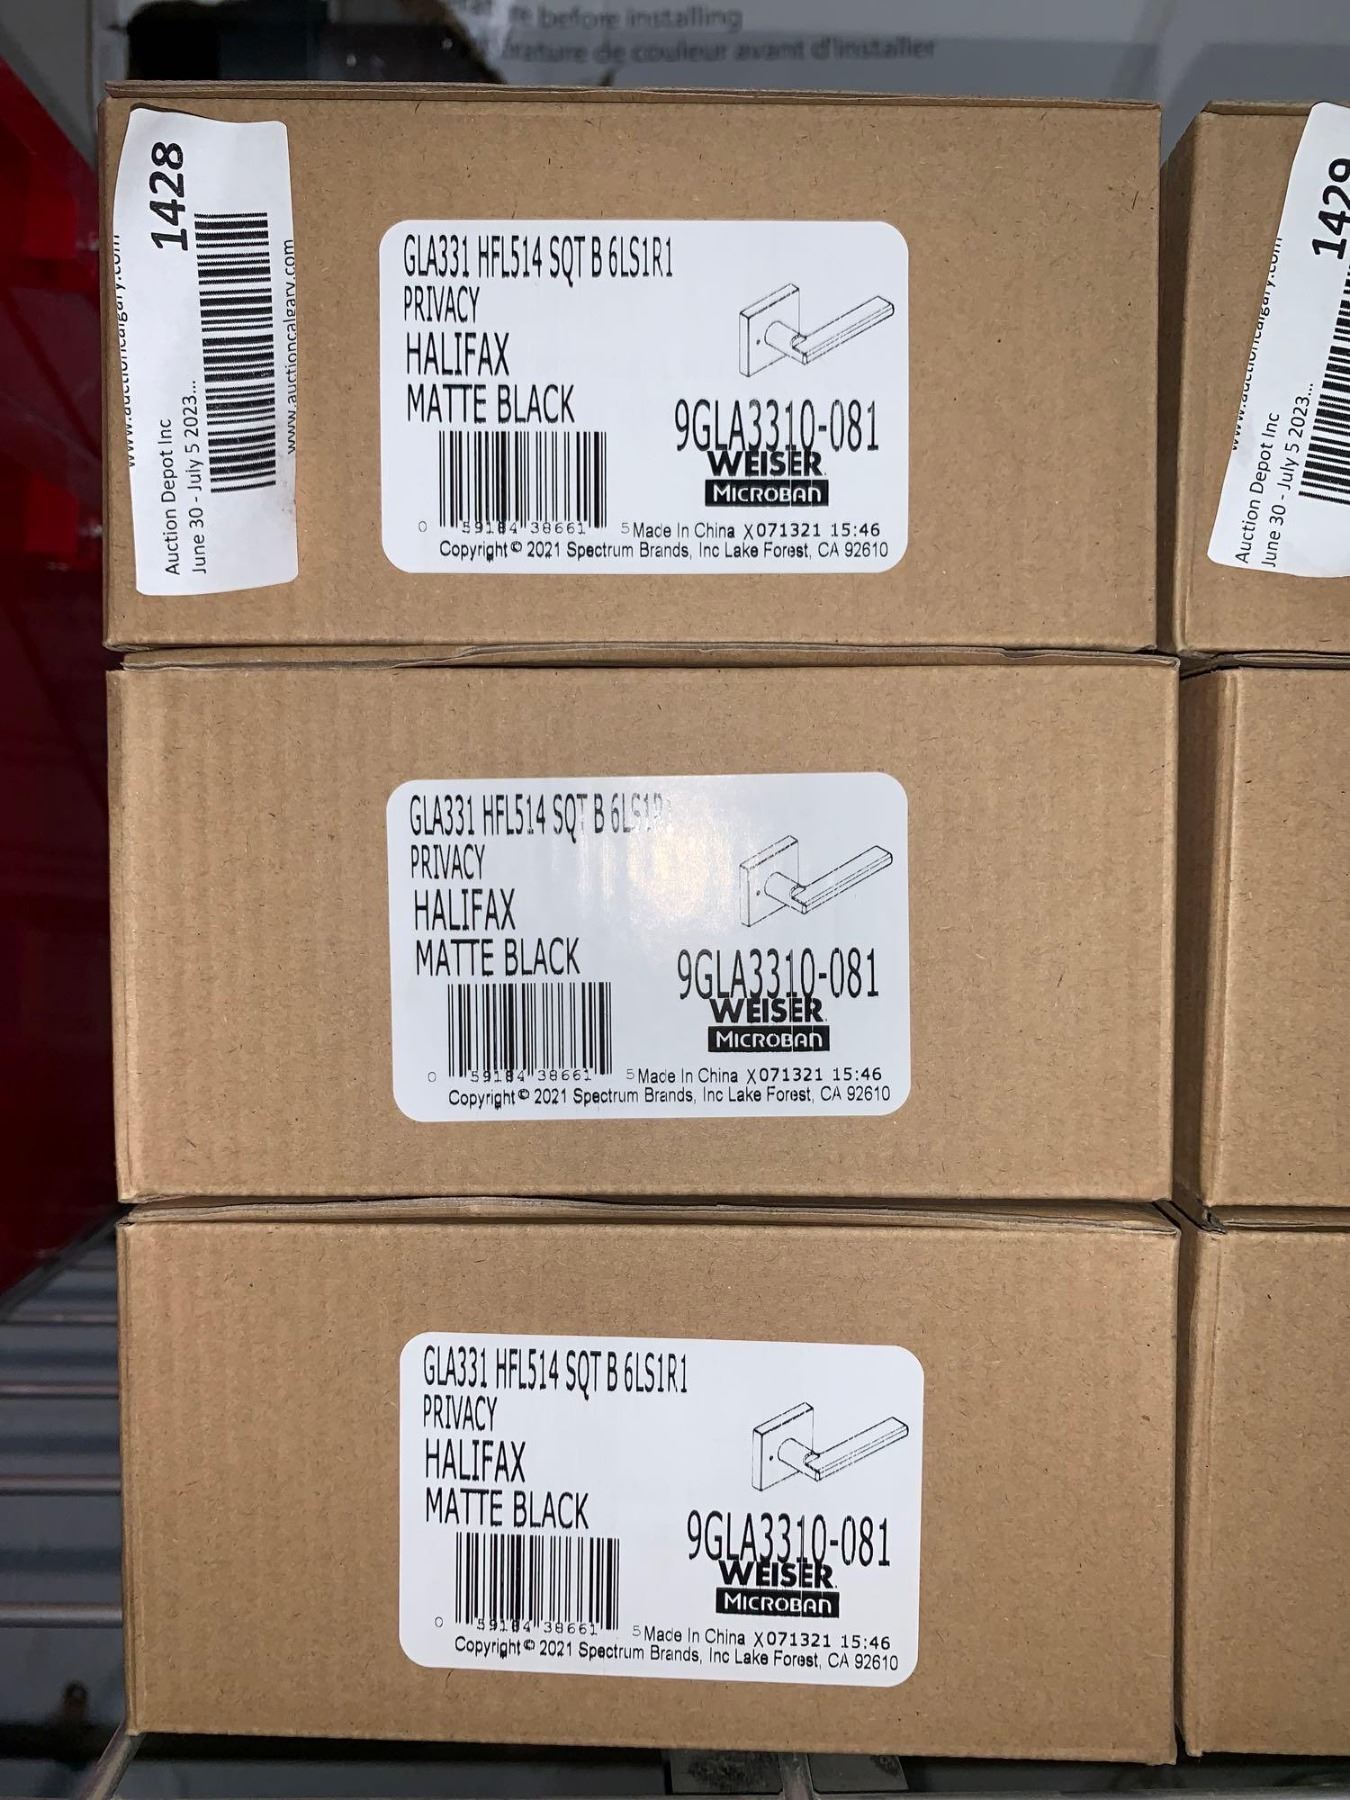 before installing
de couleur avant d'installer
1428
www.auctioncalgary.com
Auction Depot Inc
June 30 - July 5 2023...
www.auctioncalgary.com
GLA331 HFL514 SQT B 6LS1R1
PRIVACY
HALIFAX
MATTE BLACK
9GLA3310-081
WEISER
MICROBAN
0 59184 38661 5 Made In China X071321 15:46
Copyright © 2021 Spectrum Brands, Inc Lake Forest, CA 92610
1429
www.auctioncalgary.com
Auction Depot Inc
June 30 - July 5 2023...
GLA331 HFL514 SQT B 6LS1R
PRIVACY
HALIFAX
MATTE BLACK
9GLA3310-081
WEISER
MICROBAN
0 59184 38661 5 Made In China X071321 15:46
Copyright © 2021 Spectrum Brands, Inc Lake Forest, CA 92610
GLA331 HFL514 SQT B 6LS1R1
PRIVACY
HALIFAX
MATTE BLACK
9GLA3310-081
WEISER
MICROBAN
0 59184 38661 5 Made In China X071321 15:46
Copyright © 2021 Spectrum Brands, Inc Lake Forest, CA 92610